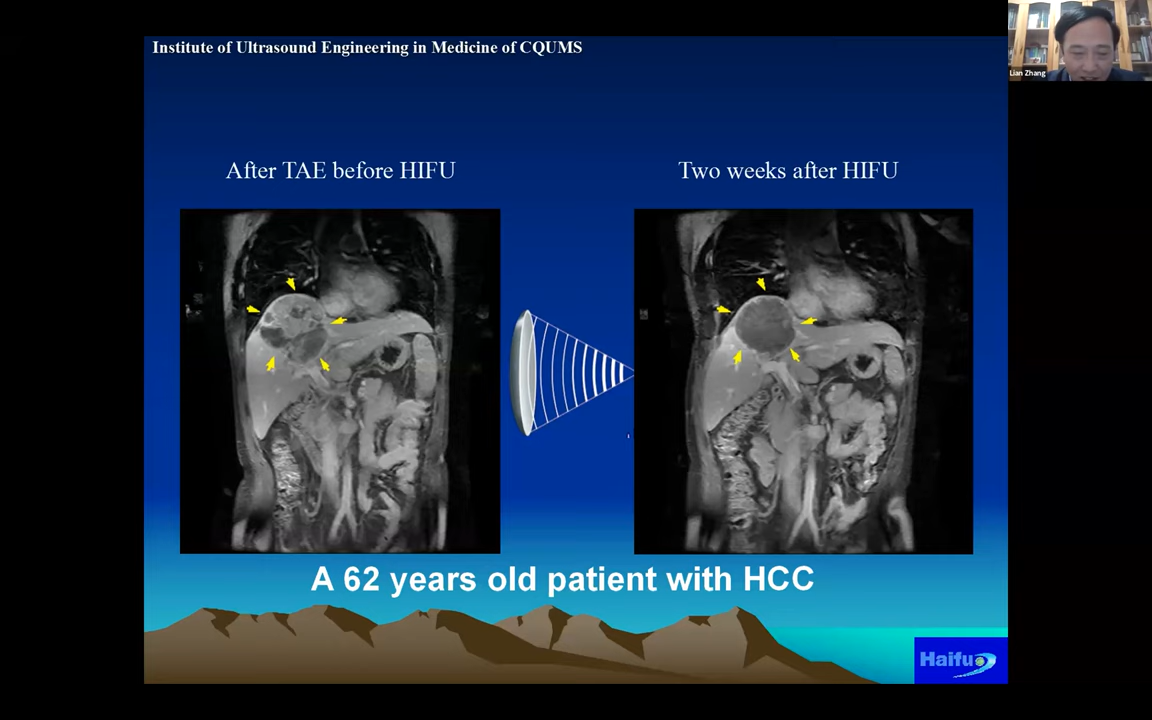 Institute of Ultrasound Engineering in Medicine of CQUMS
Lian Zhang
After TAE before HIFU
Two weeks after HIFU
A 62 years old patient with HCC
Haifu